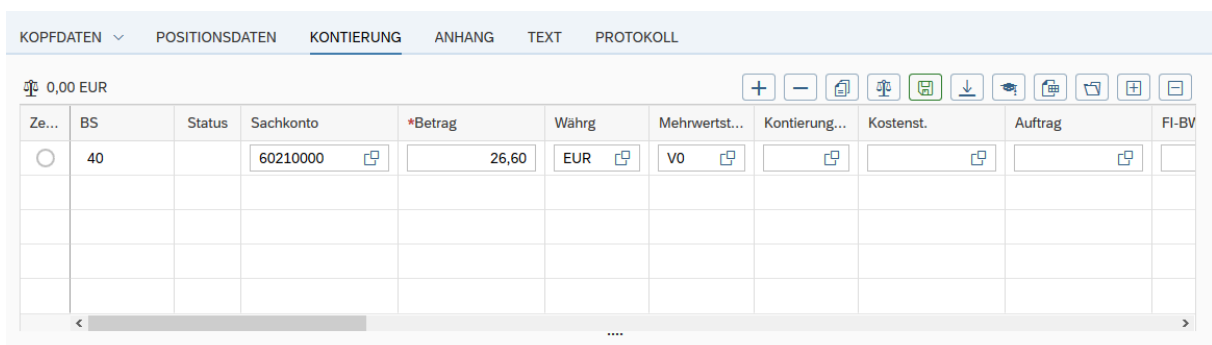 KOPFDATEN POSITIONSDATEN KONTIERUNG ANHANG TEXT PROTOKOLL
0,00 EUR
Ze... BS Status Sachkonto *Betrag Währg Mehrwertst... Kontierung... Kostenst. Auftrag FI-BW
40 60210000 26,60 EUR V0